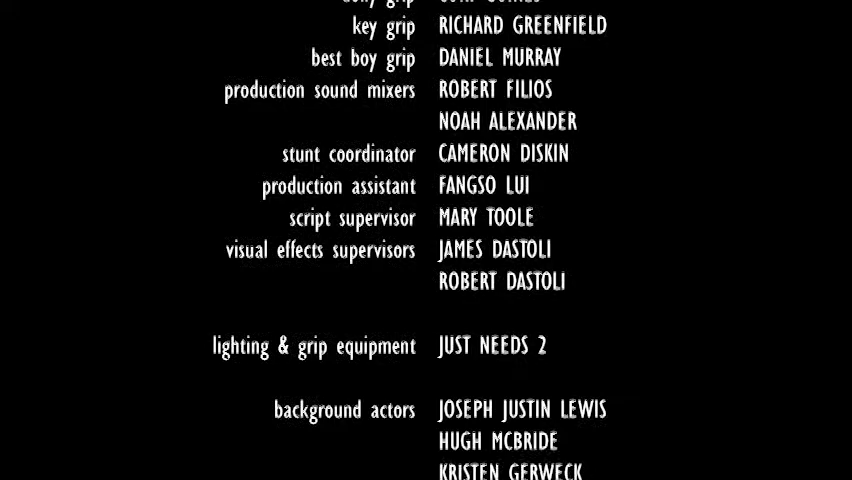 key grip RICHARD GREENFIELD
best boy grip DANIEL MURRAY
production sound mixers ROBERT FILIOS
NOAH ALEXANDER
stunt coordinator CAMERON DISKIN
production assistant FANGSO LUI
script supervisor MARY TOOLE
visual effects supervisors JAMES DASTOLI
ROBERT DASTOLI
lighting & grip equipment JUST NEEDS 2
background actors JOSEPH JUSTIN LEWIS
HUGH MCBRIDE
KRISTEN GERWECK